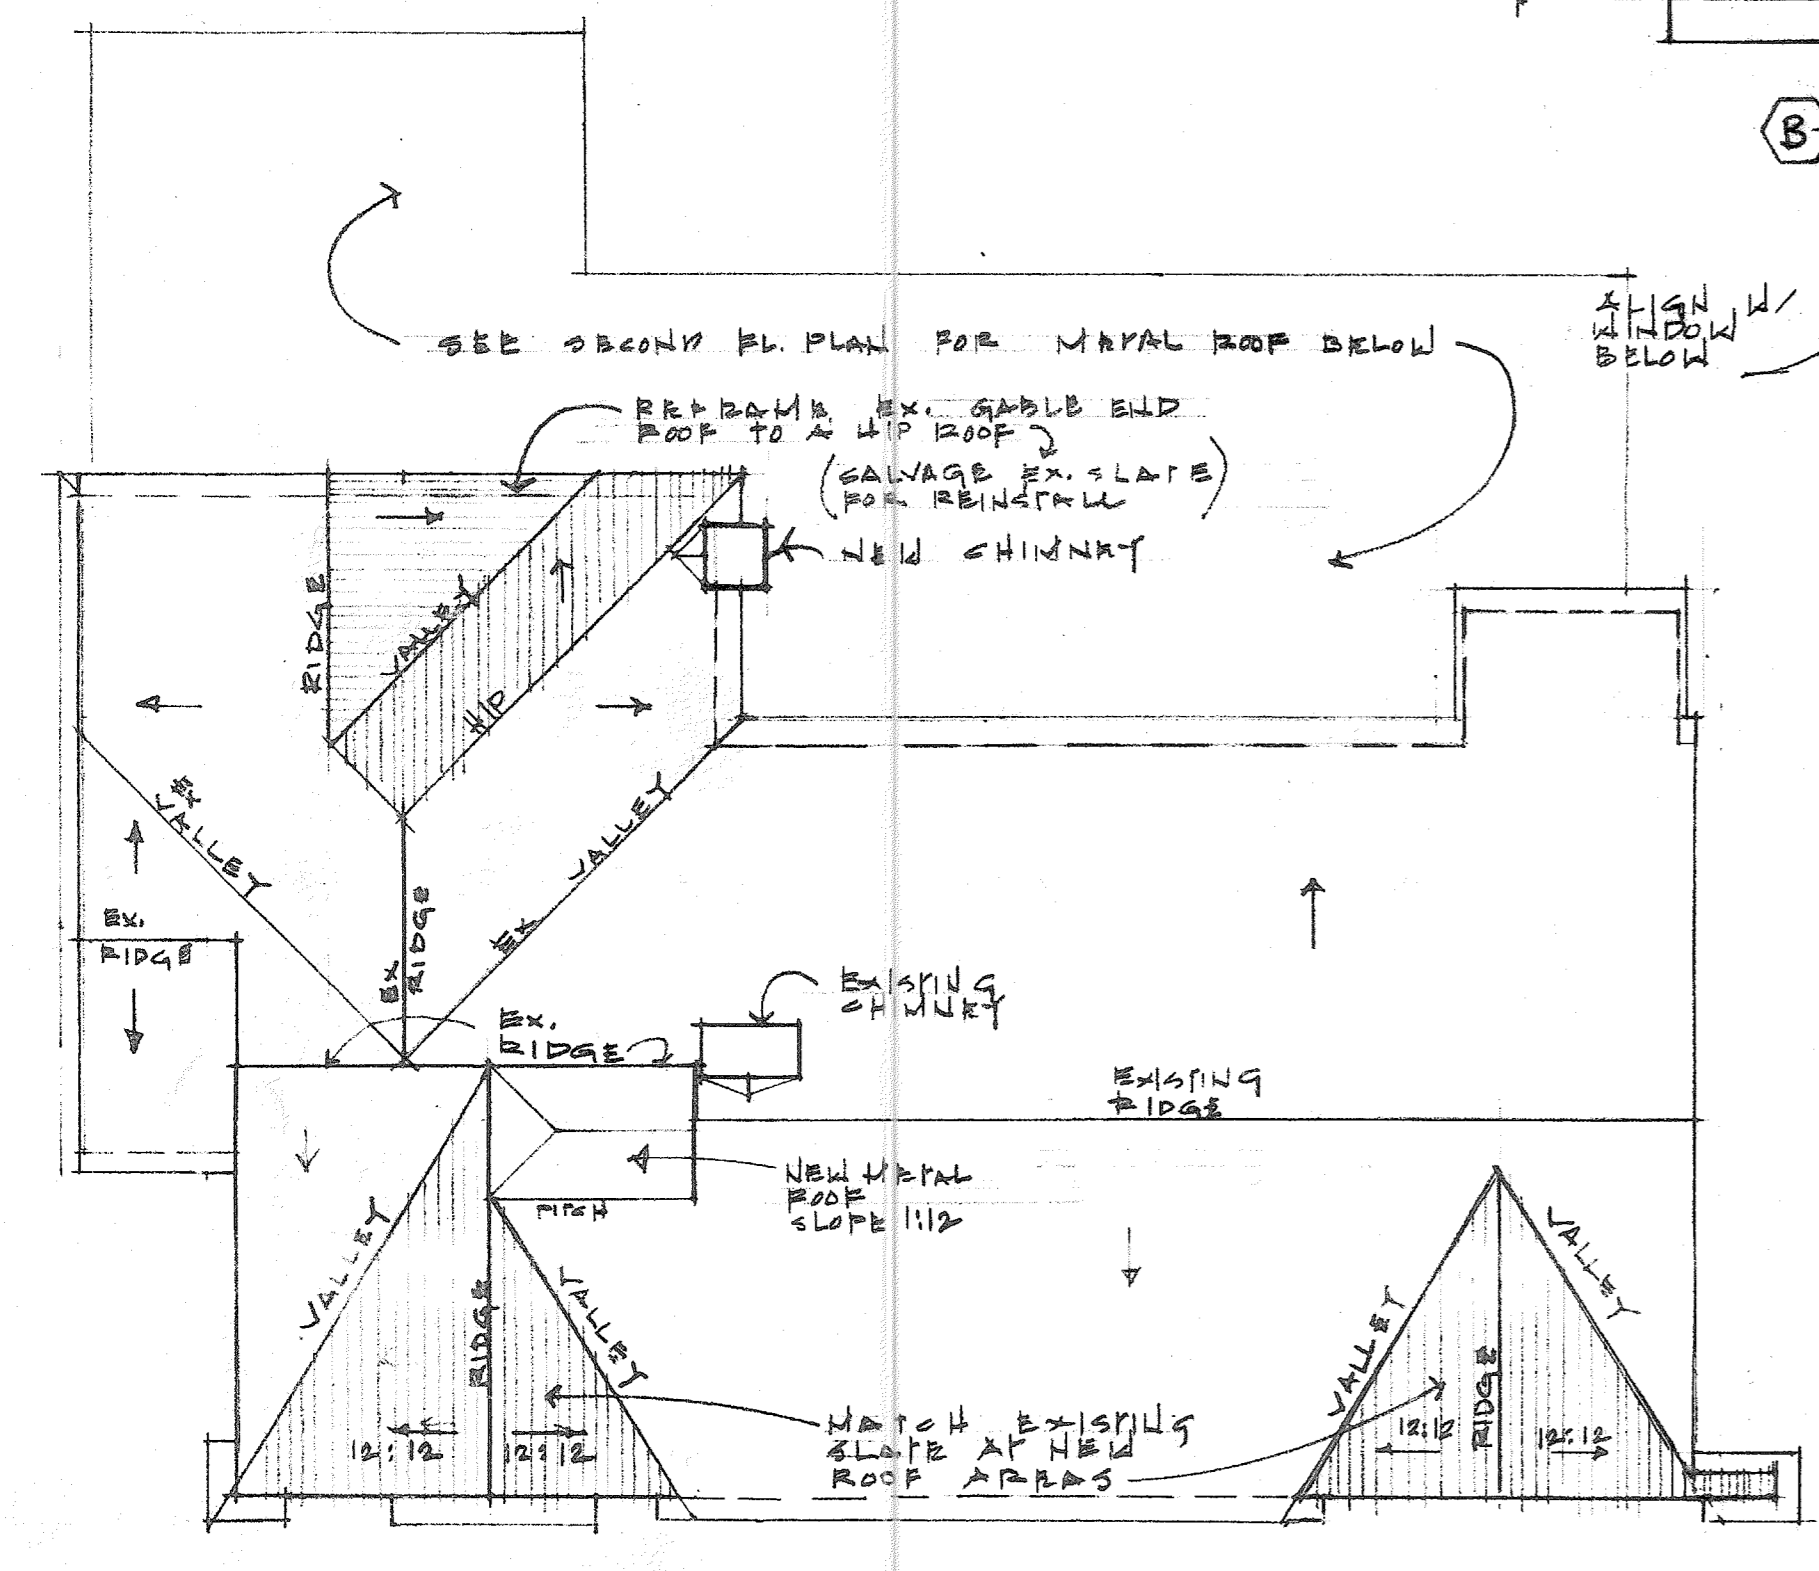 B
ALIGN W/
WINDOW
BELOW
SEE SECOND FL. PLAN FOR METAL ROOF BELOW
REFRAME EX. GABLE END
ROOF TO A HIP ROOF
(SALVAGE EX. SLATE
FOR REINSTALL)
NEW CHIMNEY
RIDGE
VALLEY
HIP
EX
VALLEY
EX
VALLEY
EX
RIDGE
EX.
RIDGE
EX.
RIDGE
EXISTING
CHIMNEY
EXISTING
RIDGE
NEW METAL
ROOF
SLOPE 1:12
PITCH
VALLEY
RIDGE
VALLEY
12:12
12:12
MATCH EXISTING
SLATE AT NEW
ROOF AREAS
VALLEY
RIDGE
VALLEY
12:12
12:12